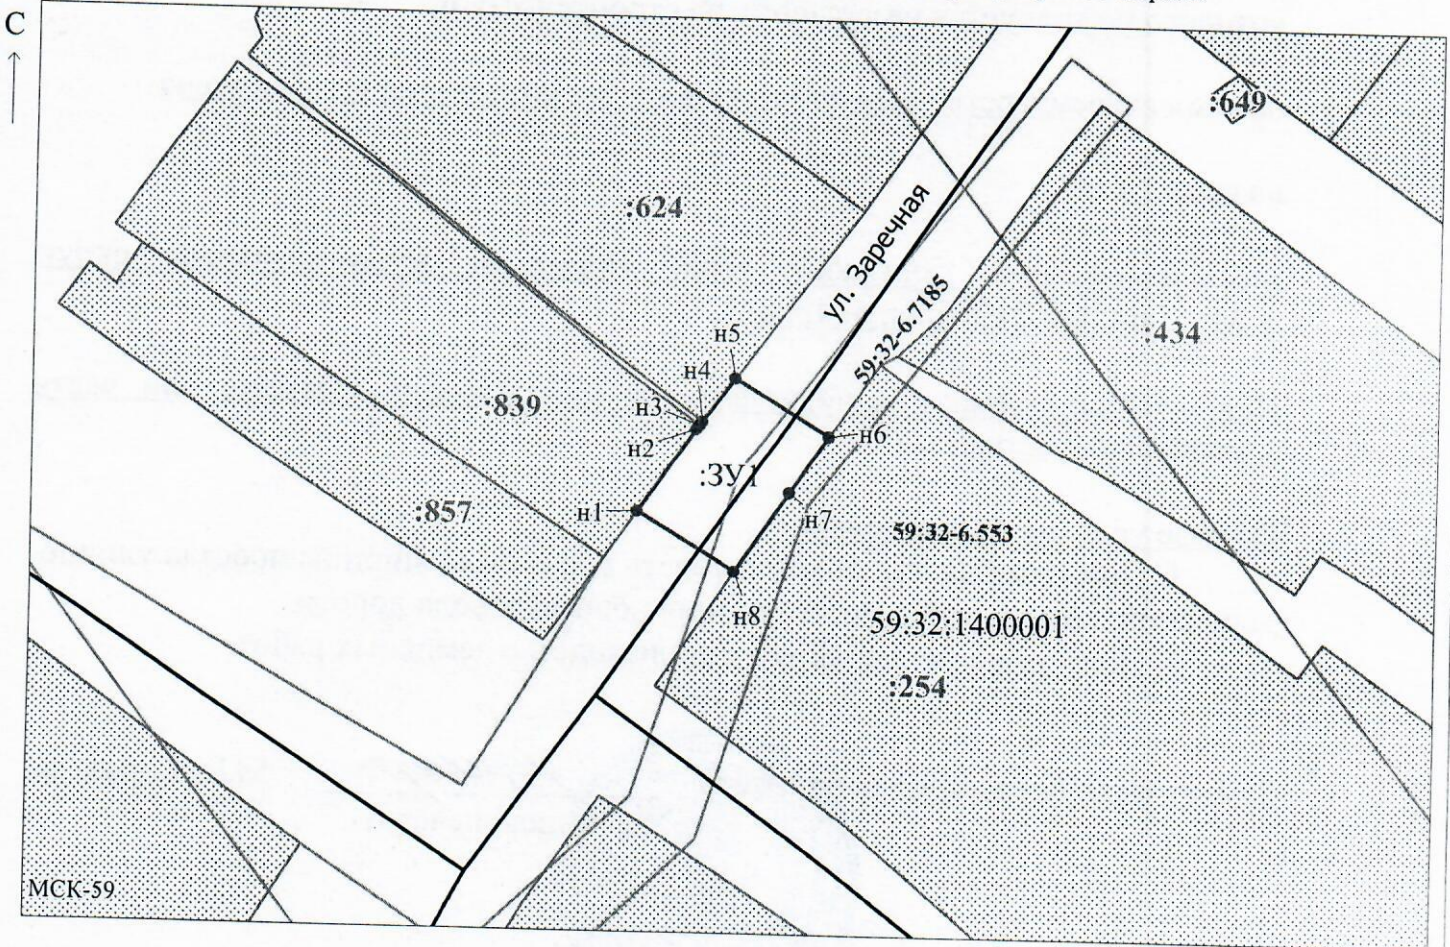 С
:649
:624
ул. Заречная
59:32-6.7185
:434
н5
н4
н3
:839
н2
н6
:ЗУ1
н1
:857
н7
59:32-6.553
н8
59:32:1400001
:254
МСК-59